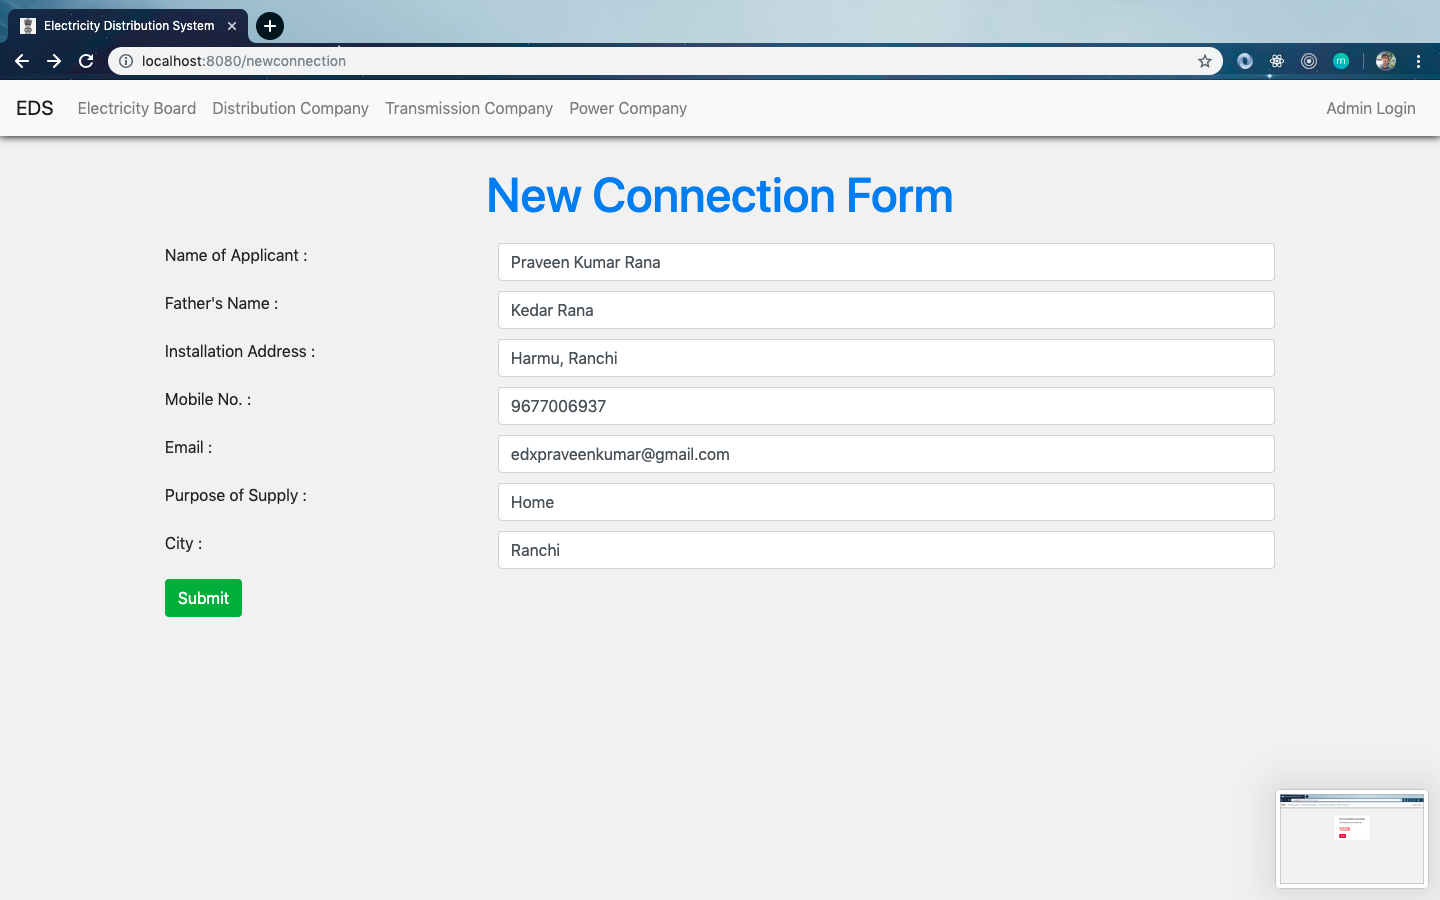 Electricity Distribution System
localhost:8080/newconnection
m
EDS Electricity Board Distribution Company Transmission Company Power Company Admin Login
New Connection Form
Name of Applicant : Praveen Kumar Rana
Father's Name : Kedar Rana
Installation Address : Harmu, Ranchi
Mobile No. : 9677006937
Email : edxpraveenkumar@gmail.com
Purpose of Supply : Home
City : Ranchi
Submit
1029